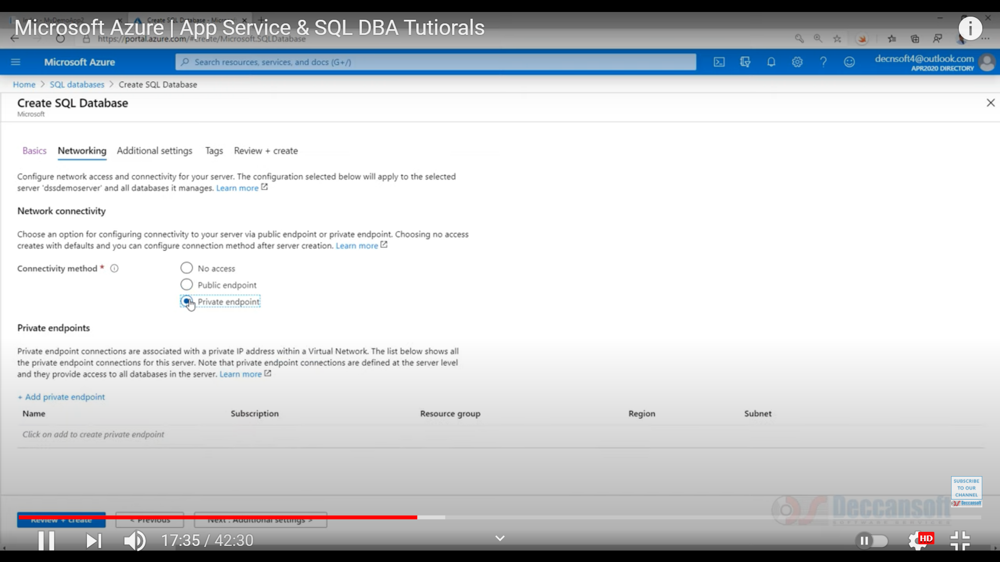 Index - MyDemoApp2
Create SQL Database - Micros
Microsoft Azure | App Service & SQL DBA Tutiorals
https://portal.azure.com/#create/Microsoft.SQLDatabase
Microsoft Azure
Search resources, services, and docs (G+/)
decnsoft4@outlook.com
APR2020 DIRECTORY
Home > SQL databases > Create SQL Database
Create SQL Database
Microsoft
Basics Networking Additional settings Tags Review + create
Configure network access and connectivity for your server. The configuration selected below will apply to the selected
server 'dssdemoserver' and all databases it manages. Learn more
Network connectivity
Choose an option for configuring connectivity to your server via public endpoint or private endpoint. Choosing no access
creates with defaults and you can configure connection method after server creation. Learn more
Connectivity method *
No access
Public endpoint
Private endpoint
Private endpoints
Private endpoint connections are associated with a private IP address within a Virtual Network. The list below shows all
the private endpoint connections for this server. Note that private endpoint connections are defined at the server level
and they provide access to all databases in the server. Learn more
+ Add private endpoint
Name Subscription Resource group Region Subnet
Click on add to create private endpoint
SUBSCRIBE
TO OUR
CHANNEL
Deccansoft
Deccansoft
SOFTWARE SERVICES
Review + create < Previous Next : Additional settings >
17:35 / 42:30
HD